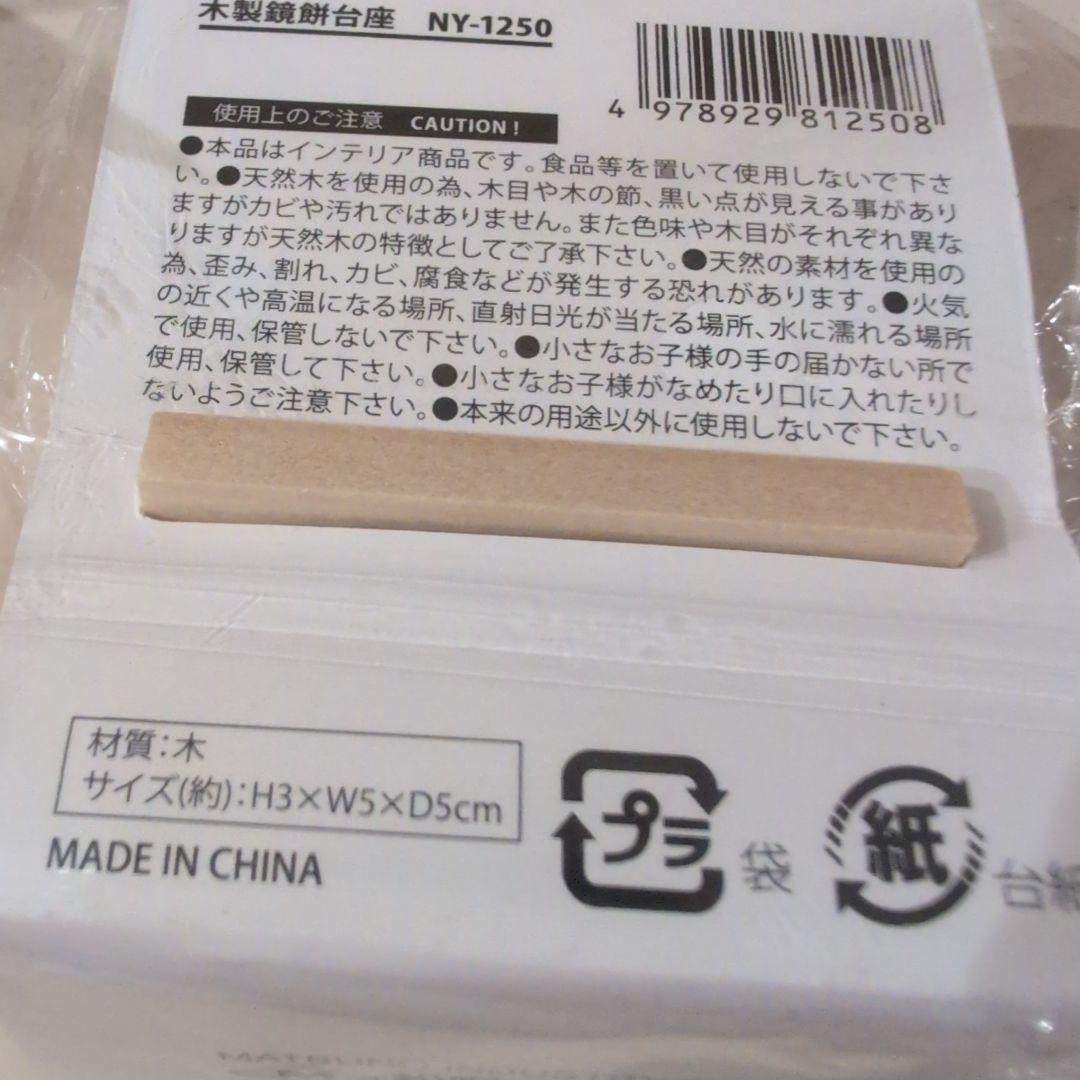 木製鏡餅台座 NY-1250
4 978929 812508
使用上のご注意 CAUTION!
●本品はインテリア商品です。食品等を置いて使用しないで下さ
い。●天然木を使用の為、木目や木の節、黒い点が見える事があり
ますがカビや汚れではありません。また色味や木目がそれぞれ異な
りますが天然木の特徴としてご了承下さい。●天然の素材を使用の
為、歪み、割れ、カビ、腐食などが発生する恐れがあります。●火気
の近くや高温になる場所、直射日光が当たる場所、水に濡れる場所
で使用、保管しないで下さい。●小さなお子様の手の届かない所で
使用、保管して下さい。●小さなお子様がなめたり口に入れたりし
ないようご注意下さい。●本来の用途以外に使用しないで下さい。
材質:木
サイズ(約):H3×W5×D5cm
MADE IN CHINA
プラ 袋
紙 台紙